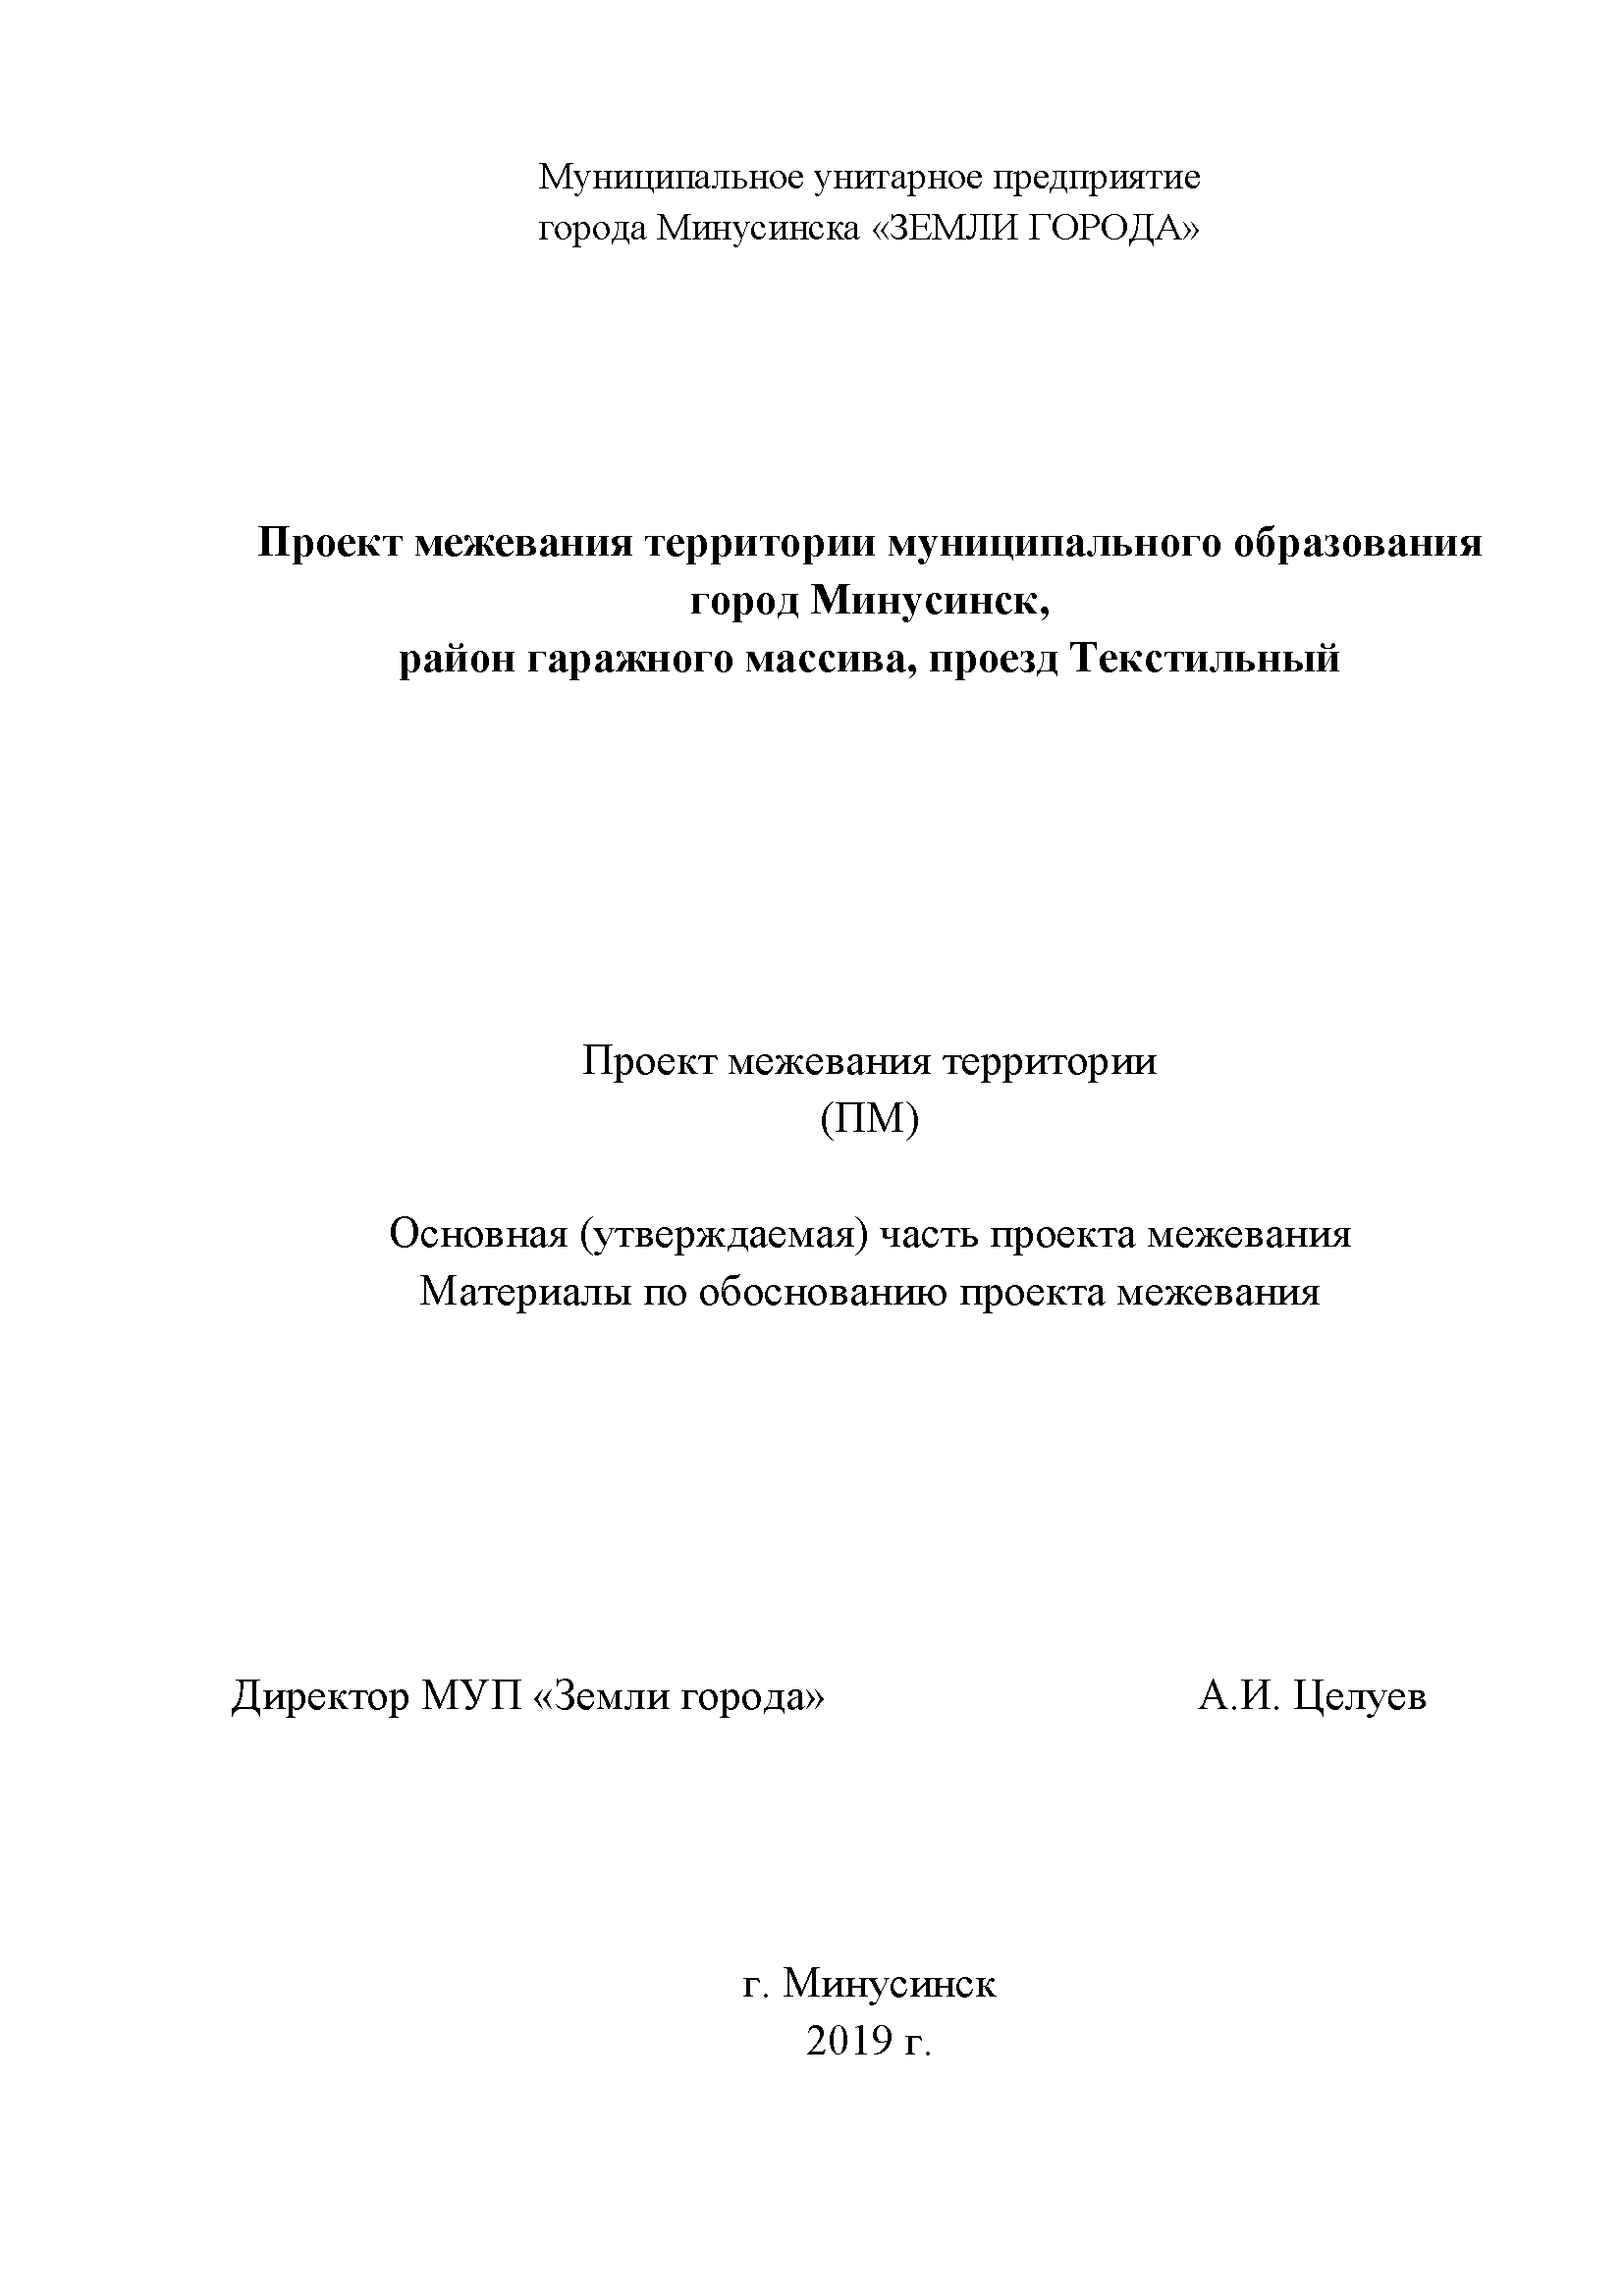 Муниципальное унитарное предприятие
города Минусинска «ЗЕМЛИ ГОРОДА»
Проект межевания территории муниципального образования
город Минусинск,
район гаражного массива, проезд Текстильный
Проект межевания территории
(ПМ)
Основная (утверждаемая) часть проекта межевания
Материалы по обоснованию проекта межевания
Директор МУП «Земли города» А.И. Целуев
г. Минусинск
2019 г.